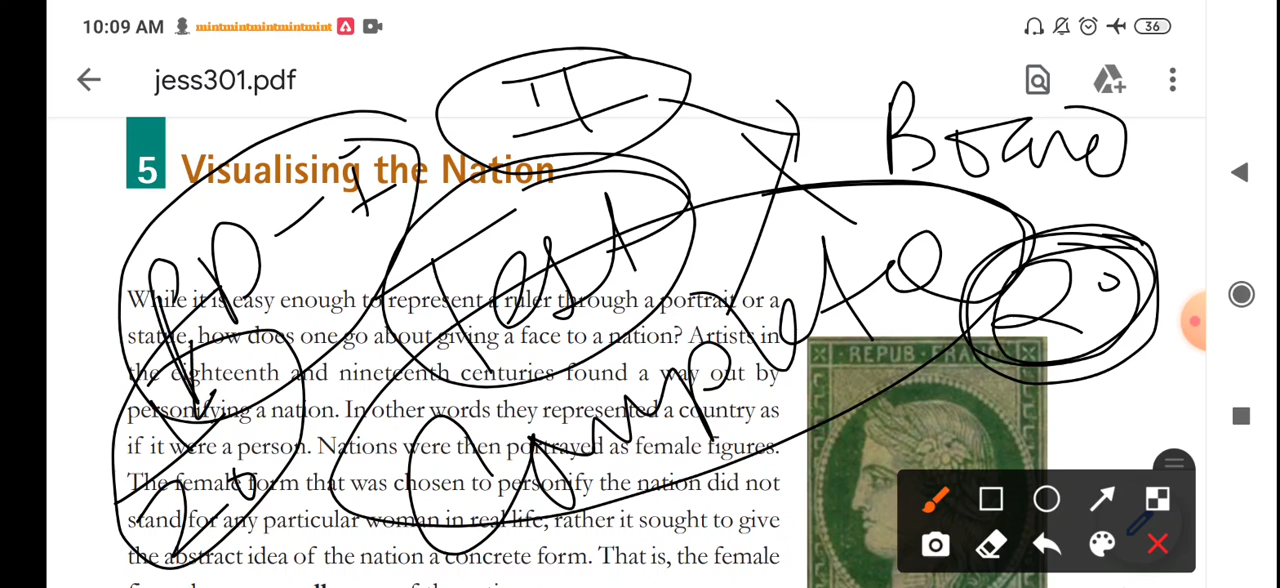 10:09 AM mintmintmintmintmint 36
jess301.pdf
II
Board
5 Visualising the Nation
PP-I
Test
Complete
20
While it is easy enough to represent a ruler through a portrait or a
statue, how does one go about giving a face to a nation? Artists in
the eighteenth and nineteenth centuries found a way out by
personifying a nation. In other words they represented a country as
if it were a person. Nations were then portrayed as female figures.
The female form that was chosen to personify the nation did not
stand for any particular woman in real life, rather it sought to give
the abstract idea of the nation a concrete form. That is, the female
REPUB FRANC